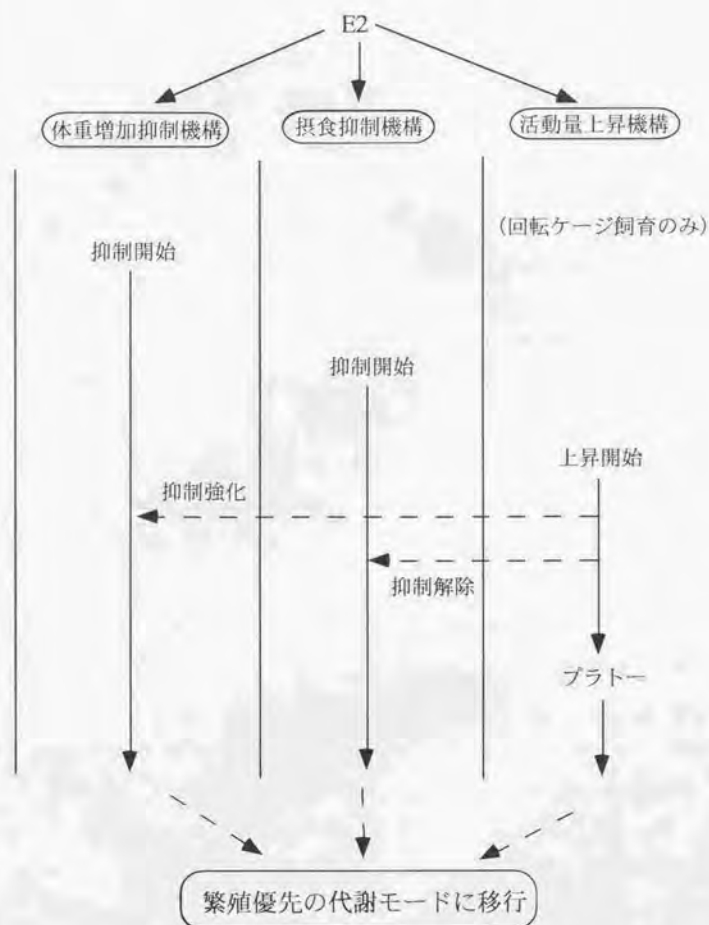 E2
体重増加抑制機構
摂食抑制機構
活動量上昇機構
(回転ケージ飼育のみ)
抑制開始
抑制開始
上昇開始
抑制強化
抑制解除
プラトー
繁殖優先の代謝モードに移行